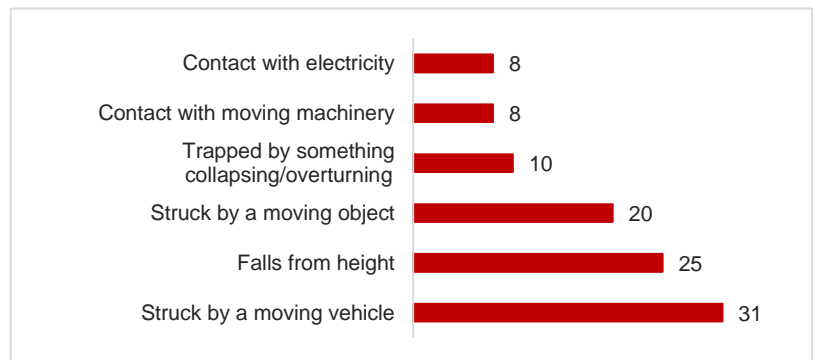 Contact with electricity 8
Contact with moving machinery 8
Trapped by something
collapsing/overturning 10
Struck by a moving object 20
Falls from height 25
Struck by a moving vehicle 31